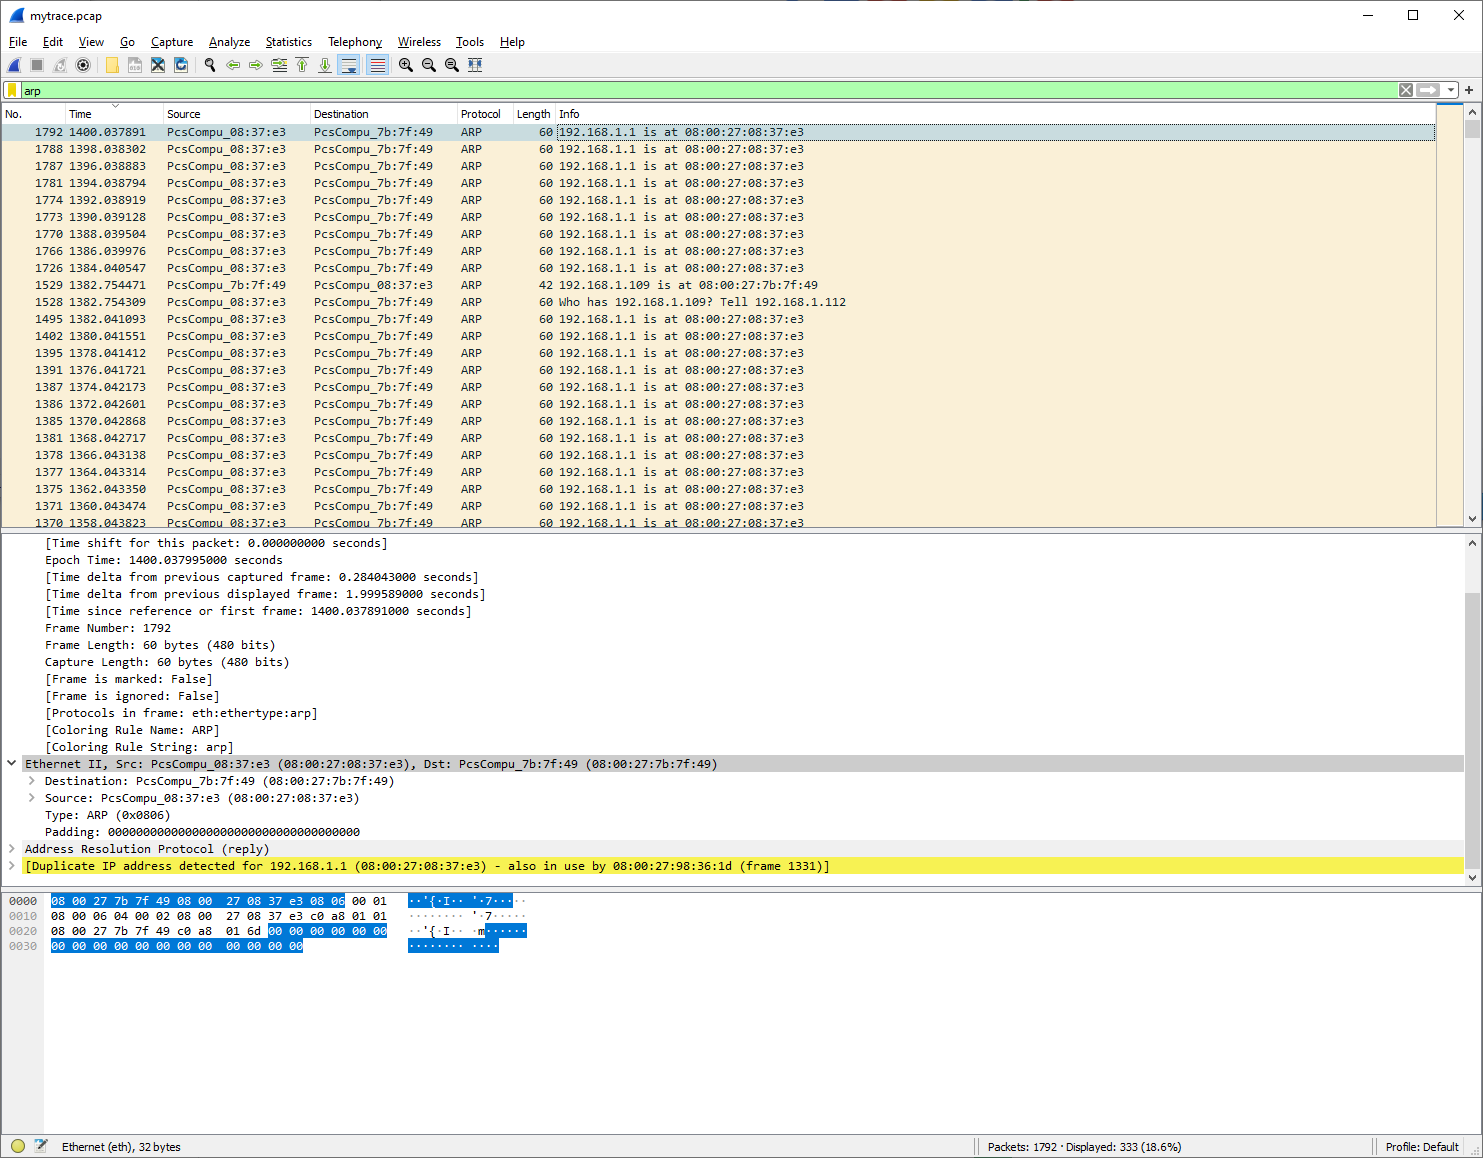 mytrace.pcap
File Edit View Go Capture Analyze Statistics Telephony Wireless Tools Help
arp
No. Time Source Destination Protocol Length Info
1792 1400.037891 PcsCompu_08:37:e3 PcsCompu_7b:7f:49 ARP 60 192.168.1.1 is at 08:00:27:08:37:e3
1788 1398.038302 PcsCompu_08:37:e3 PcsCompu_7b:7f:49 ARP 60 192.168.1.1 is at 08:00:27:08:37:e3
1787 1396.038883 PcsCompu_08:37:e3 PcsCompu_7b:7f:49 ARP 60 192.168.1.1 is at 08:00:27:08:37:e3
1781 1394.038794 PcsCompu_08:37:e3 PcsCompu_7b:7f:49 ARP 60 192.168.1.1 is at 08:00:27:08:37:e3
1774 1392.038919 PcsCompu_08:37:e3 PcsCompu_7b:7f:49 ARP 60 192.168.1.1 is at 08:00:27:08:37:e3
1773 1390.039128 PcsCompu_08:37:e3 PcsCompu_7b:7f:49 ARP 60 192.168.1.1 is at 08:00:27:08:37:e3
1770 1388.039504 PcsCompu_08:37:e3 PcsCompu_7b:7f:49 ARP 60 192.168.1.1 is at 08:00:27:08:37:e3
1766 1386.039976 PcsCompu_08:37:e3 PcsCompu_7b:7f:49 ARP 60 192.168.1.1 is at 08:00:27:08:37:e3
1726 1384.040547 PcsCompu_08:37:e3 PcsCompu_7b:7f:49 ARP 60 192.168.1.1 is at 08:00:27:08:37:e3
1529 1382.754471 PcsCompu_7b:7f:49 PcsCompu_08:37:e3 ARP 42 192.168.1.109 is at 08:00:27:7b:7f:49
1528 1382.754309 PcsCompu_08:37:e3 PcsCompu_7b:7f:49 ARP 60 Who has 192.168.1.109? Tell 192.168.1.112
1495 1382.041093 PcsCompu_08:37:e3 PcsCompu_7b:7f:49 ARP 60 192.168.1.1 is at 08:00:27:08:37:e3
1402 1380.041551 PcsCompu_08:37:e3 PcsCompu_7b:7f:49 ARP 60 192.168.1.1 is at 08:00:27:08:37:e3
1395 1378.041412 PcsCompu_08:37:e3 PcsCompu_7b:7f:49 ARP 60 192.168.1.1 is at 08:00:27:08:37:e3
1391 1376.041721 PcsCompu_08:37:e3 PcsCompu_7b:7f:49 ARP 60 192.168.1.1 is at 08:00:27:08:37:e3
1387 1374.042173 PcsCompu_08:37:e3 PcsCompu_7b:7f:49 ARP 60 192.168.1.1 is at 08:00:27:08:37:e3
1386 1372.042601 PcsCompu_08:37:e3 PcsCompu_7b:7f:49 ARP 60 192.168.1.1 is at 08:00:27:08:37:e3
1385 1370.042868 PcsCompu_08:37:e3 PcsCompu_7b:7f:49 ARP 60 192.168.1.1 is at 08:00:27:08:37:e3
1381 1368.042717 PcsCompu_08:37:e3 PcsCompu_7b:7f:49 ARP 60 192.168.1.1 is at 08:00:27:08:37:e3
1378 1366.043138 PcsCompu_08:37:e3 PcsCompu_7b:7f:49 ARP 60 192.168.1.1 is at 08:00:27:08:37:e3
1377 1364.043314 PcsCompu_08:37:e3 PcsCompu_7b:7f:49 ARP 60 192.168.1.1 is at 08:00:27:08:37:e3
1375 1362.043350 PcsCompu_08:37:e3 PcsCompu_7b:7f:49 ARP 60 192.168.1.1 is at 08:00:27:08:37:e3
1371 1360.043474 PcsCompu_08:37:e3 PcsCompu_7b:7f:49 ARP 60 192.168.1.1 is at 08:00:27:08:37:e3
1370 1358.043823 PcsCompu_08:37:e3 PcsCompu_7b:7f:49 ARP 60 192.168.1.1 is at 08:00:27:08:37:e3
[Time shift for this packet: 0.000000000 seconds]
Epoch Time: 1400.037995000 seconds
[Time delta from previous captured frame: 0.284043000 seconds]
[Time delta from previous displayed frame: 1.999589000 seconds]
[Time since reference or first frame: 1400.037891000 seconds]
Frame Number: 1792
Frame Length: 60 bytes (480 bits)
Capture Length: 60 bytes (480 bits)
[Frame is marked: False]
[Frame is ignored: False]
[Protocols in frame: eth:ethertype:arp]
[Coloring Rule Name: ARP]
[Coloring Rule String: arp]
Ethernet II, Src: PcsCompu_08:37:e3 (08:00:27:08:37:e3), Dst: PcsCompu_7b:7f:49 (08:00:27:7b:7f:49)
Destination: PcsCompu_7b:7f:49 (08:00:27:7b:7f:49)
Source: PcsCompu_08:37:e3 (08:00:27:08:37:e3)
Type: ARP (0x0806)
Padding: 000000000000000000000000000000000000
Address Resolution Protocol (reply)
[Duplicate IP address detected for 192.168.1.1 (08:00:27:08:37:e3) - also in use by 08:00:27:98:36:1d (frame 1331)]
0000 08 00 27 7b 7f 49 08 00 27 08 37 e3 08 06 00 01 ··'{·I·· '·7·····
0010 08 00 06 04 00 02 08 00 27 08 37 e3 c0 a8 01 01 ········ '·7·····
0020 08 00 27 7b 7f 49 c0 a8 01 6d 00 00 00 00 00 00 ··'{·I·· ·m······
0030 00 00 00 00 00 00 00 00 00 00 00 00 ········ ····
Ethernet (eth), 32 bytes Packets: 1792 · Displayed: 333 (18.6%) Profile: Default